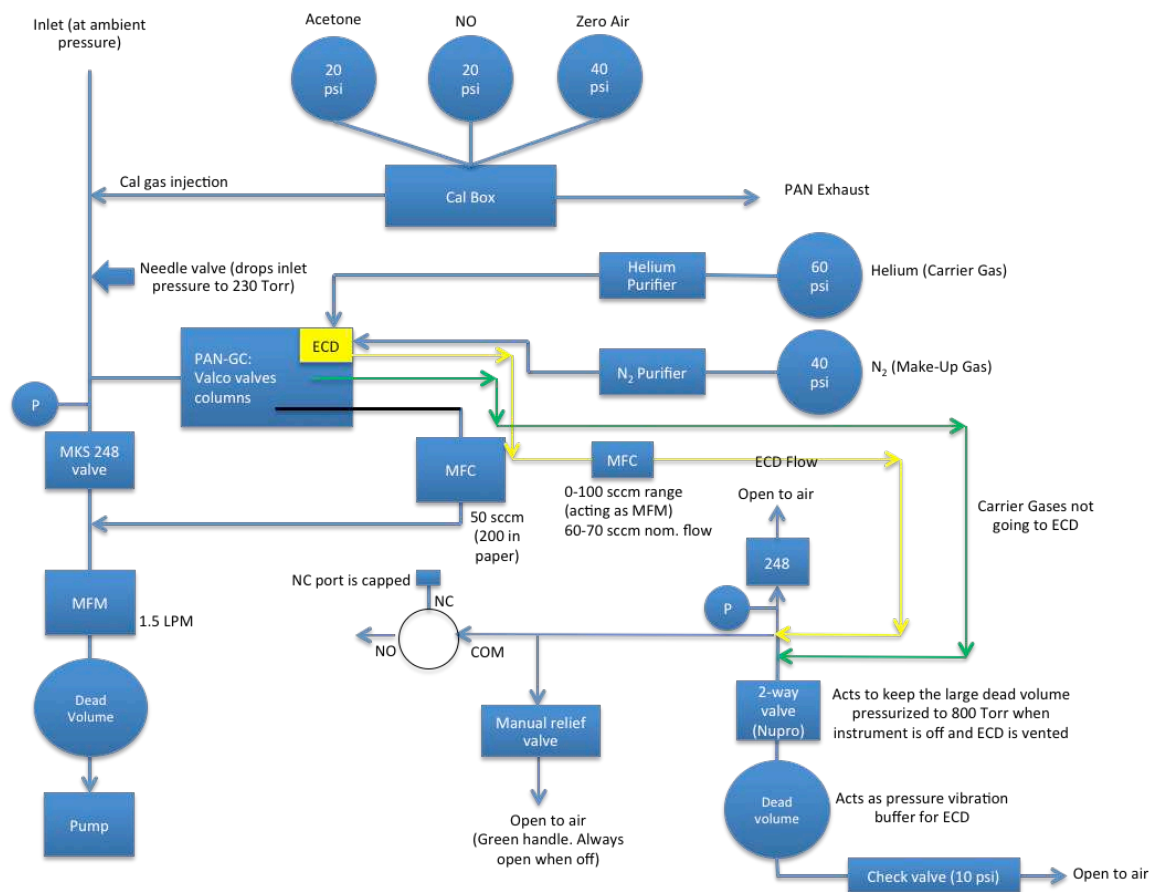 Inlet (at ambient
pressure)
Acetone
NO
Zero Air
20
psi
20
psi
40
psi
Cal gas injection
Cal Box
PAN Exhaust
Needle valve (drops inlet
pressure to 230 Torr)
Helium
Purifier
60
psi
Helium (Carrier Gas)
ECD
PAN-GC:
Valco valves
columns
N₂ Purifier
40
psi
N₂ (Make-Up Gas)
P
MKS 248
valve
MFC
MFC
ECD Flow
50 sccm
(200 in
paper)
0-100 sccm range
(acting as MFM)
60-70 sccm nom. flow
Open to air
Carrier Gases not
going to ECD
248
NC port is capped
NC
P
MFM
1.5 LPM
NO
COM
Dead
Volume
Manual relief
valve
2-way
valve
(Nupro)
Acts to keep the large dead volume
pressurized to 800 Torr when
instrument is off and ECD is vented
Pump
Open to air
(Green handle. Always
open when off)
Dead
volume
Acts as pressure vibration
buffer for ECD
Check valve (10 psi)
Open to air